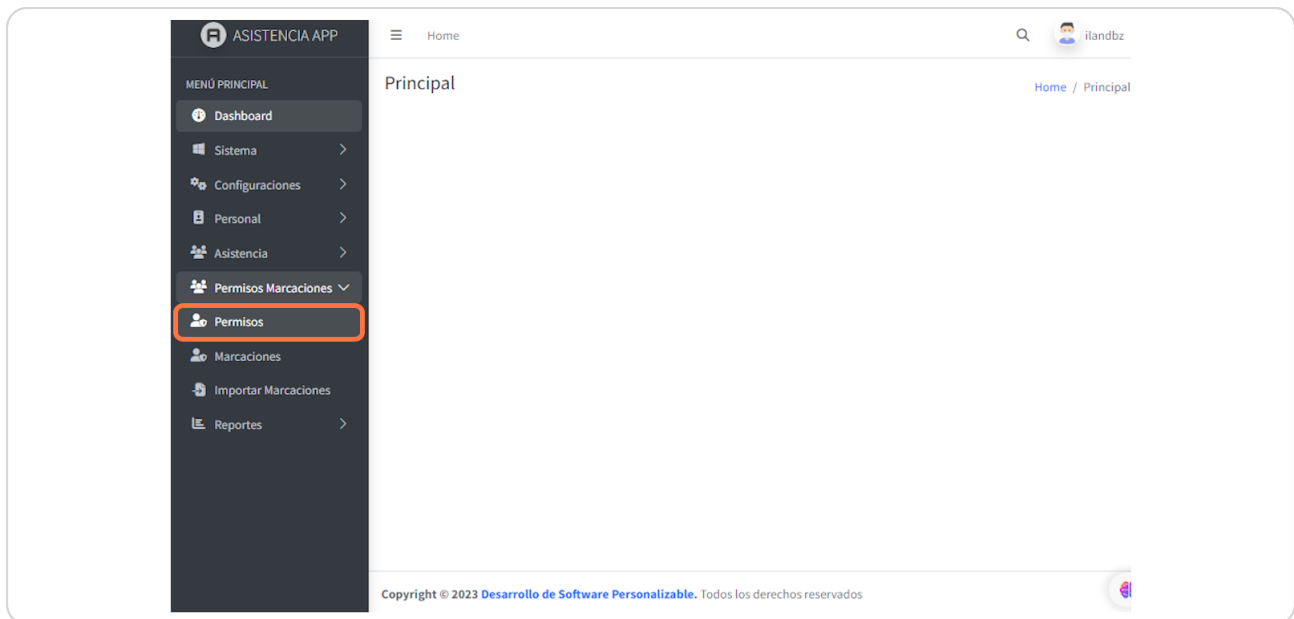 ASISTENCIA APP
Home
ilandbz
MENÚ PRINCIPAL
Principal
Home / Principal
Dashboard
Sistema
Configuraciones
Personal
Asistencia
Permisos Marcaciones
Permisos
Marcaciones
Importar Marcaciones
Reportes
Copyright © 2023 Desarrollo de Software Personalizable. Todos los derechos reservados